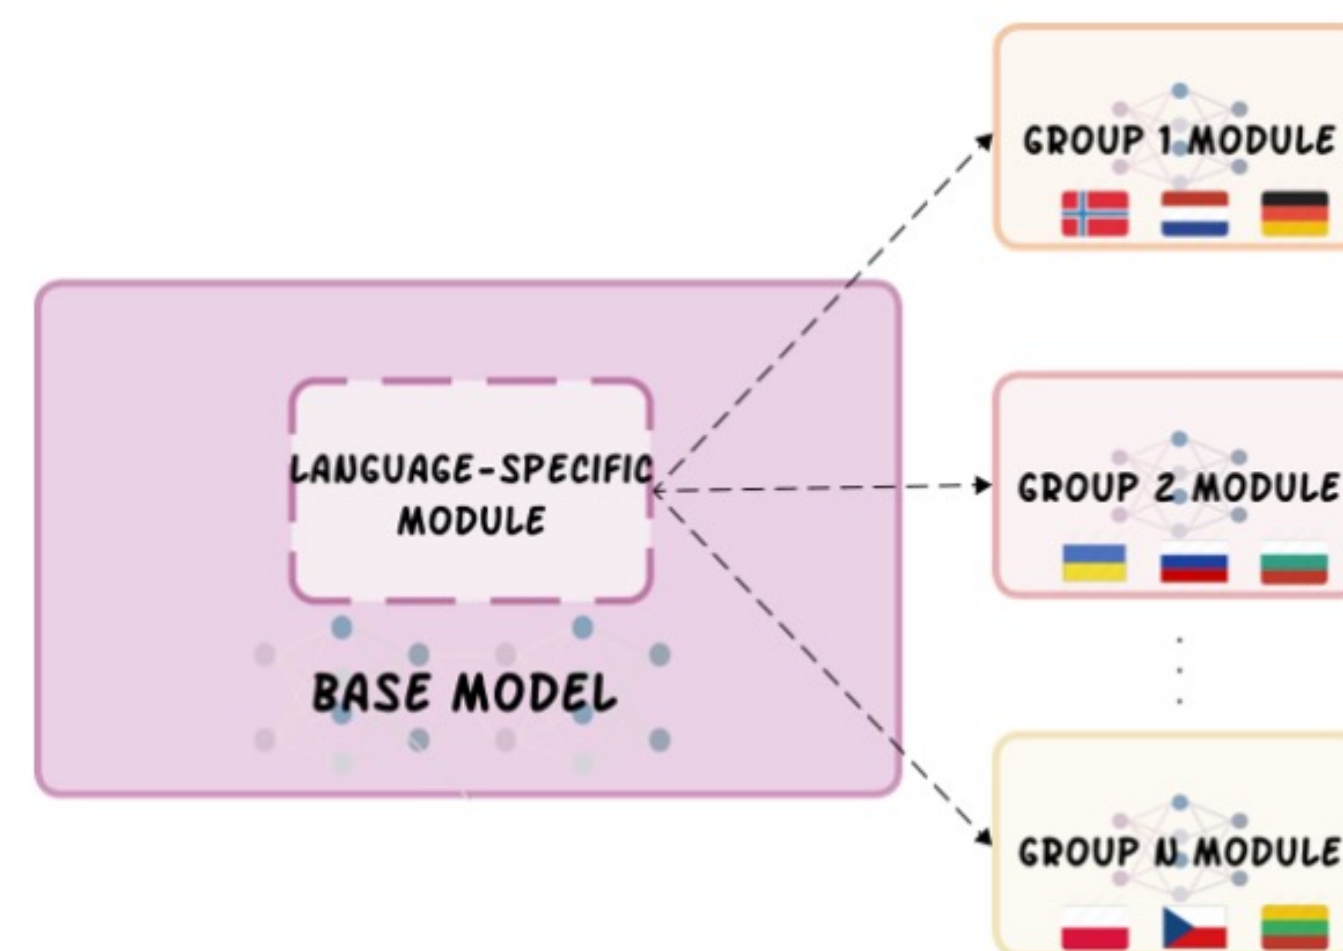 GROUP 1 MODULE
LANGUAGE-SPECIFIC
MODULE
BASE MODEL
GROUP 2 MODULE
GROUP N MODULE